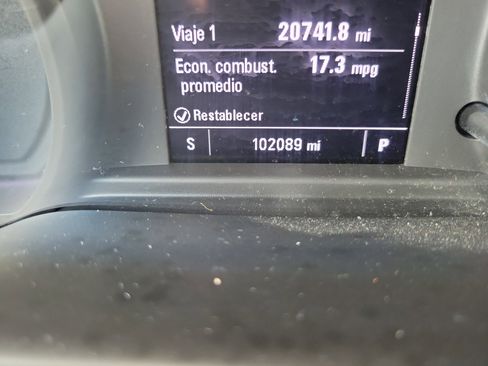 Viaje 1 20741.8 mi
Econ. combust. 17.3 mpg
promedio
Restablecer
S 102089 mi P